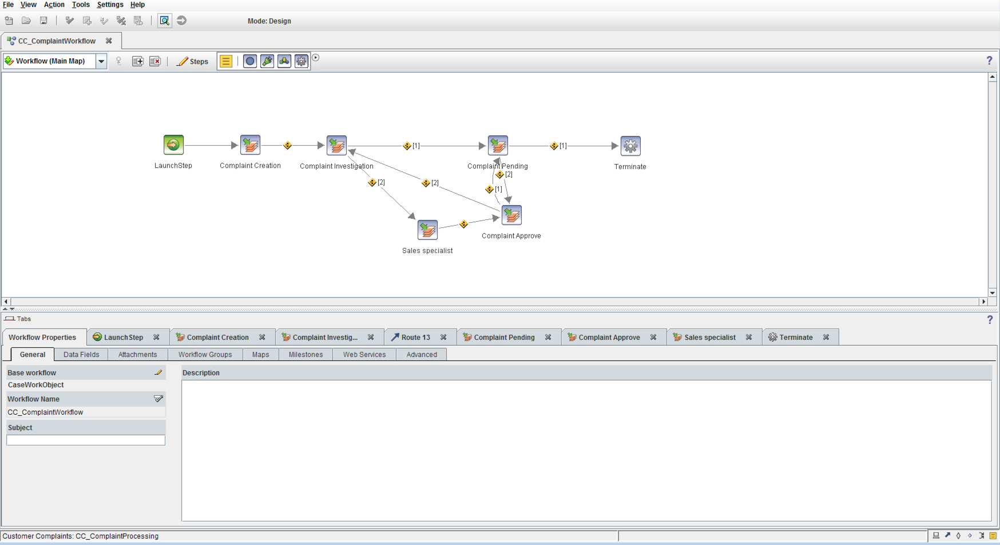 File View Action Tools Settings Help
Mode: Design
CC_ComplaintWorkflow
Workflow (Main Map) Steps ?
[1] [1]
LaunchStep Complaint Creation Complaint Investigation Complaint Pending Terminate
[2]
[2] [2]
[1]
Complaint Approve
Sales specialist
Tabs ?
Workflow Properties LaunchStep Complaint Creation Complaint Investig... Route 13 Complaint Pending Complaint Approve Sales specialist Terminate
General Data Fields Attachments Workflow Groups Maps Milestones Web Services Advanced
Base workflow Description
CaseWorkObject
Workflow Name
CC_ComplaintWorkflow
Subject
Customer Complaints: CC_ComplaintProcessing